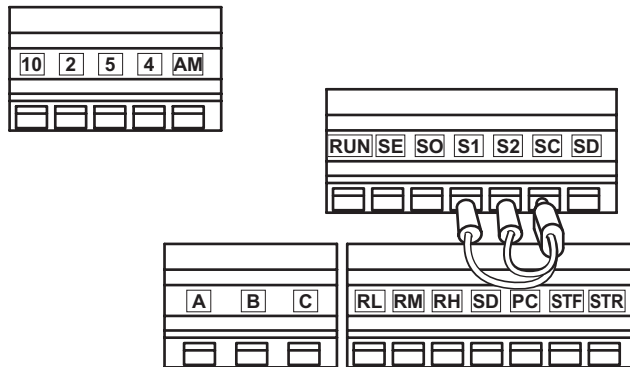 10 2 5 4 AM
RUN SE SO S1 S2 SC SD
A B C
RL RM RH SD PC STF STR